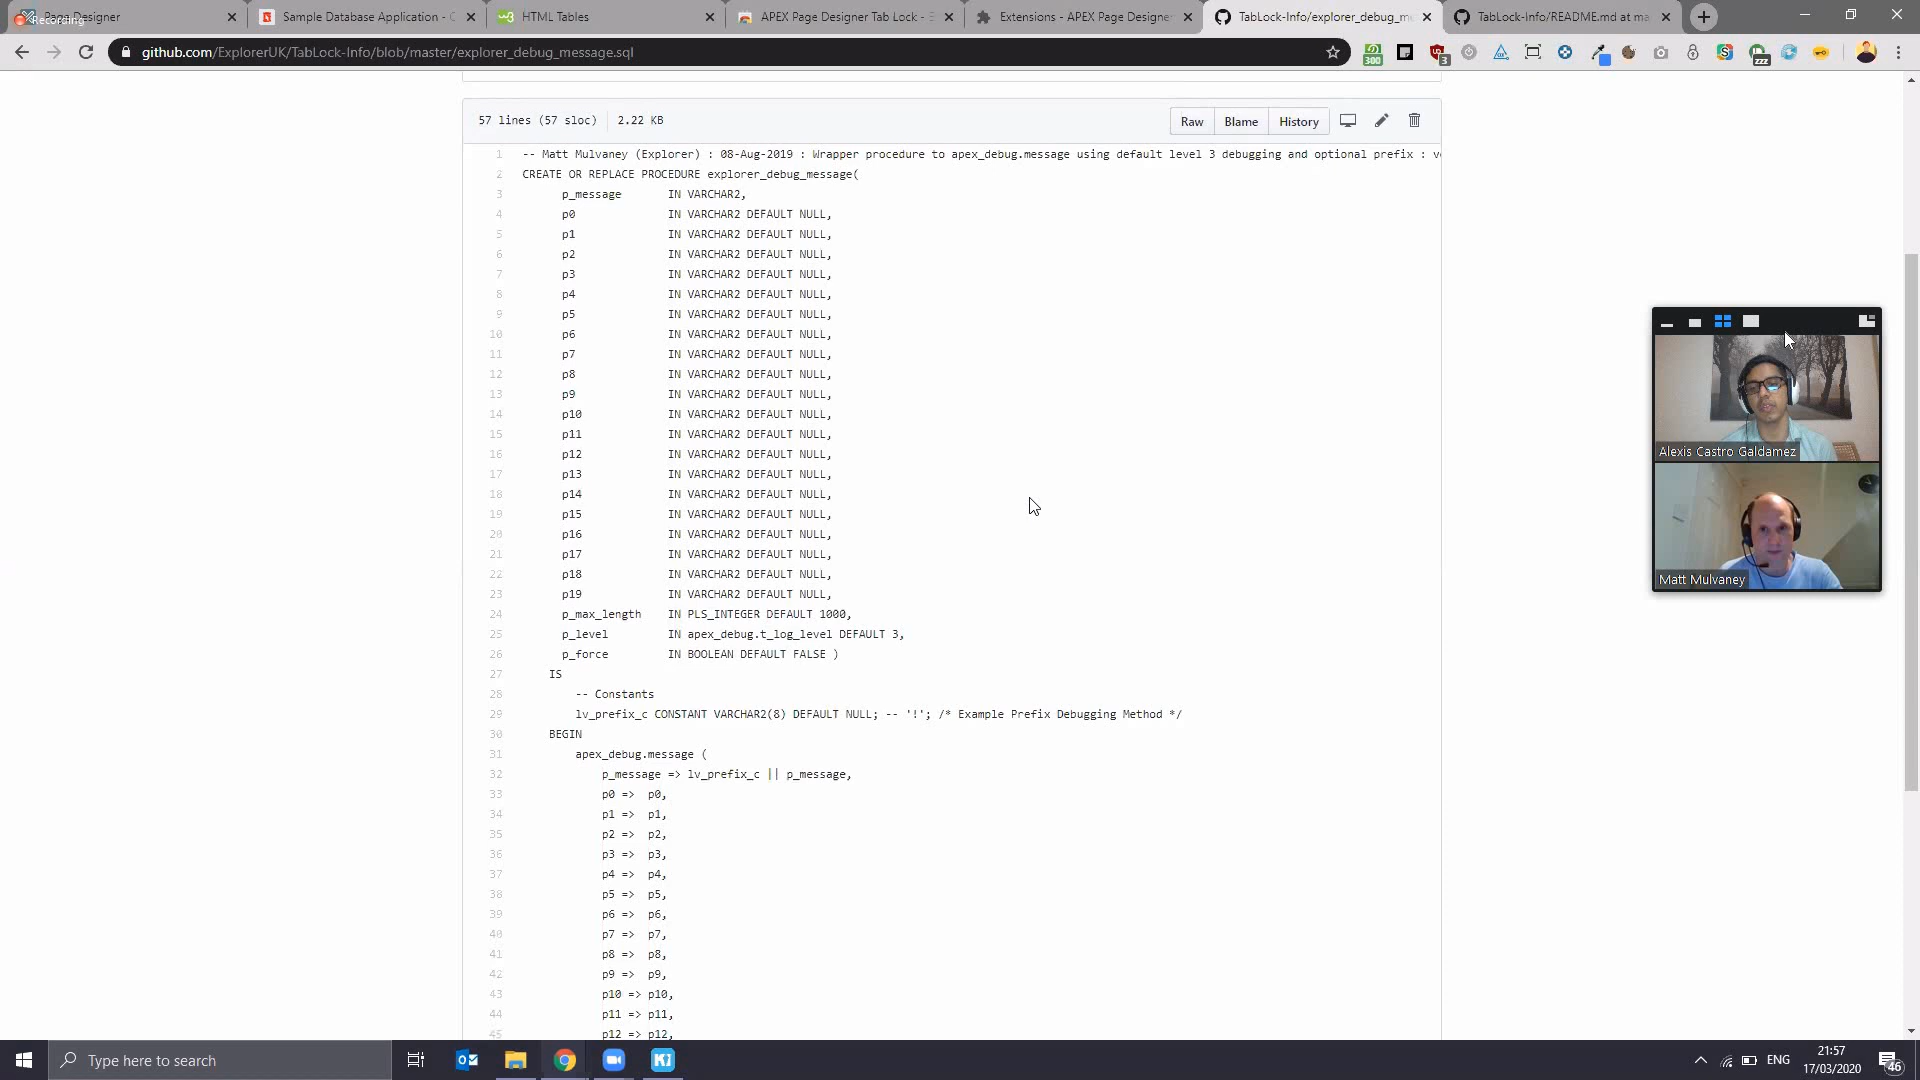 Recording
Page Designer
Sample Database Application - 
HTML Tables
APEX Page Designer Tab Lock - 
Extensions - APEX Page Designer
TabLock-Info/explorer_debug_m
TabLock-Info/README.md at ma
github.com/ExplorerUK/TabLock-Info/blob/master/explorer_debug_message.sql
300
3
zzz
57 lines (57 sloc)
2.22 KB
Raw
Blame
History
1 -- Matt Mulvaney (Explorer) : 08-Aug-2019 : Wrapper procedure to apex_debug.message using default level 3 debugging and optional prefix : v
2 CREATE OR REPLACE PROCEDURE explorer_debug_message(
3 p_message IN VARCHAR2,
4 p0 IN VARCHAR2 DEFAULT NULL,
5 p1 IN VARCHAR2 DEFAULT NULL,
6 p2 IN VARCHAR2 DEFAULT NULL,
7 p3 IN VARCHAR2 DEFAULT NULL,
8 p4 IN VARCHAR2 DEFAULT NULL,
9 p5 IN VARCHAR2 DEFAULT NULL,
10 p6 IN VARCHAR2 DEFAULT NULL,
11 p7 IN VARCHAR2 DEFAULT NULL,
12 p8 IN VARCHAR2 DEFAULT NULL,
13 p9 IN VARCHAR2 DEFAULT NULL,
14 p10 IN VARCHAR2 DEFAULT NULL,
15 p11 IN VARCHAR2 DEFAULT NULL,
16 p12 IN VARCHAR2 DEFAULT NULL,
17 p13 IN VARCHAR2 DEFAULT NULL,
18 p14 IN VARCHAR2 DEFAULT NULL,
19 p15 IN VARCHAR2 DEFAULT NULL,
20 p16 IN VARCHAR2 DEFAULT NULL,
21 p17 IN VARCHAR2 DEFAULT NULL,
22 p18 IN VARCHAR2 DEFAULT NULL,
23 p19 IN VARCHAR2 DEFAULT NULL,
24 p_max_length IN PLS_INTEGER DEFAULT 1000,
25 p_level IN apex_debug.t_log_level DEFAULT 3,
26 p_force IN BOOLEAN DEFAULT FALSE )
27 IS
28 -- Constants
29 lv_prefix_c CONSTANT VARCHAR2(8) DEFAULT NULL; -- '!'; /* Example Prefix Debugging Method */
30 BEGIN
31 apex_debug.message (
32 p_message => lv_prefix_c || p_message,
33 p0 => p0,
34 p1 => p1,
35 p2 => p2,
36 p3 => p3,
37 p4 => p4,
38 p5 => p5,
39 p6 => p6,
40 p7 => p7,
41 p8 => p8,
42 p9 => p9,
43 p10 => p10,
44 p11 => p11,
45 p12 => p12,
Alexis Castro Galdamez
Matt Mulvaney
Type here to search
ENG
21:57
17/03/2020
46